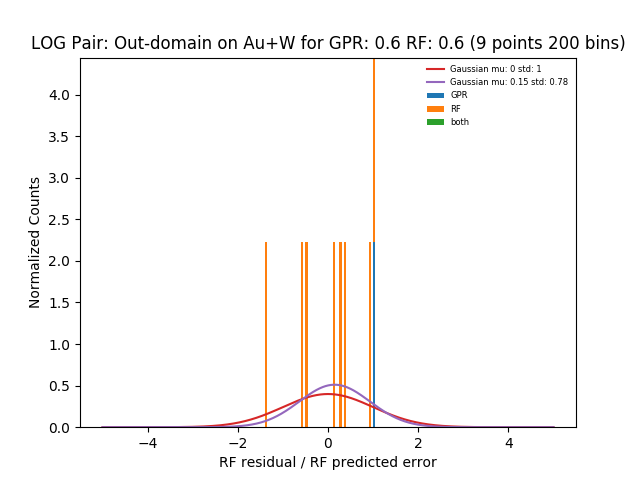 LOG Pair: Out-domain on Au+W for GPR: 0.6 RF: 0.6 (9 points 200 bins)
Gaussian mu: 0 std: 1
Gaussian mu: 0.15 std: 0.78
GPR
RF
both
Normalized Counts
4.0
3.5
3.0
2.5
2.0
1.5
1.0
0.5
0.0
−4
−2
0
2
4
RF residual / RF predicted error